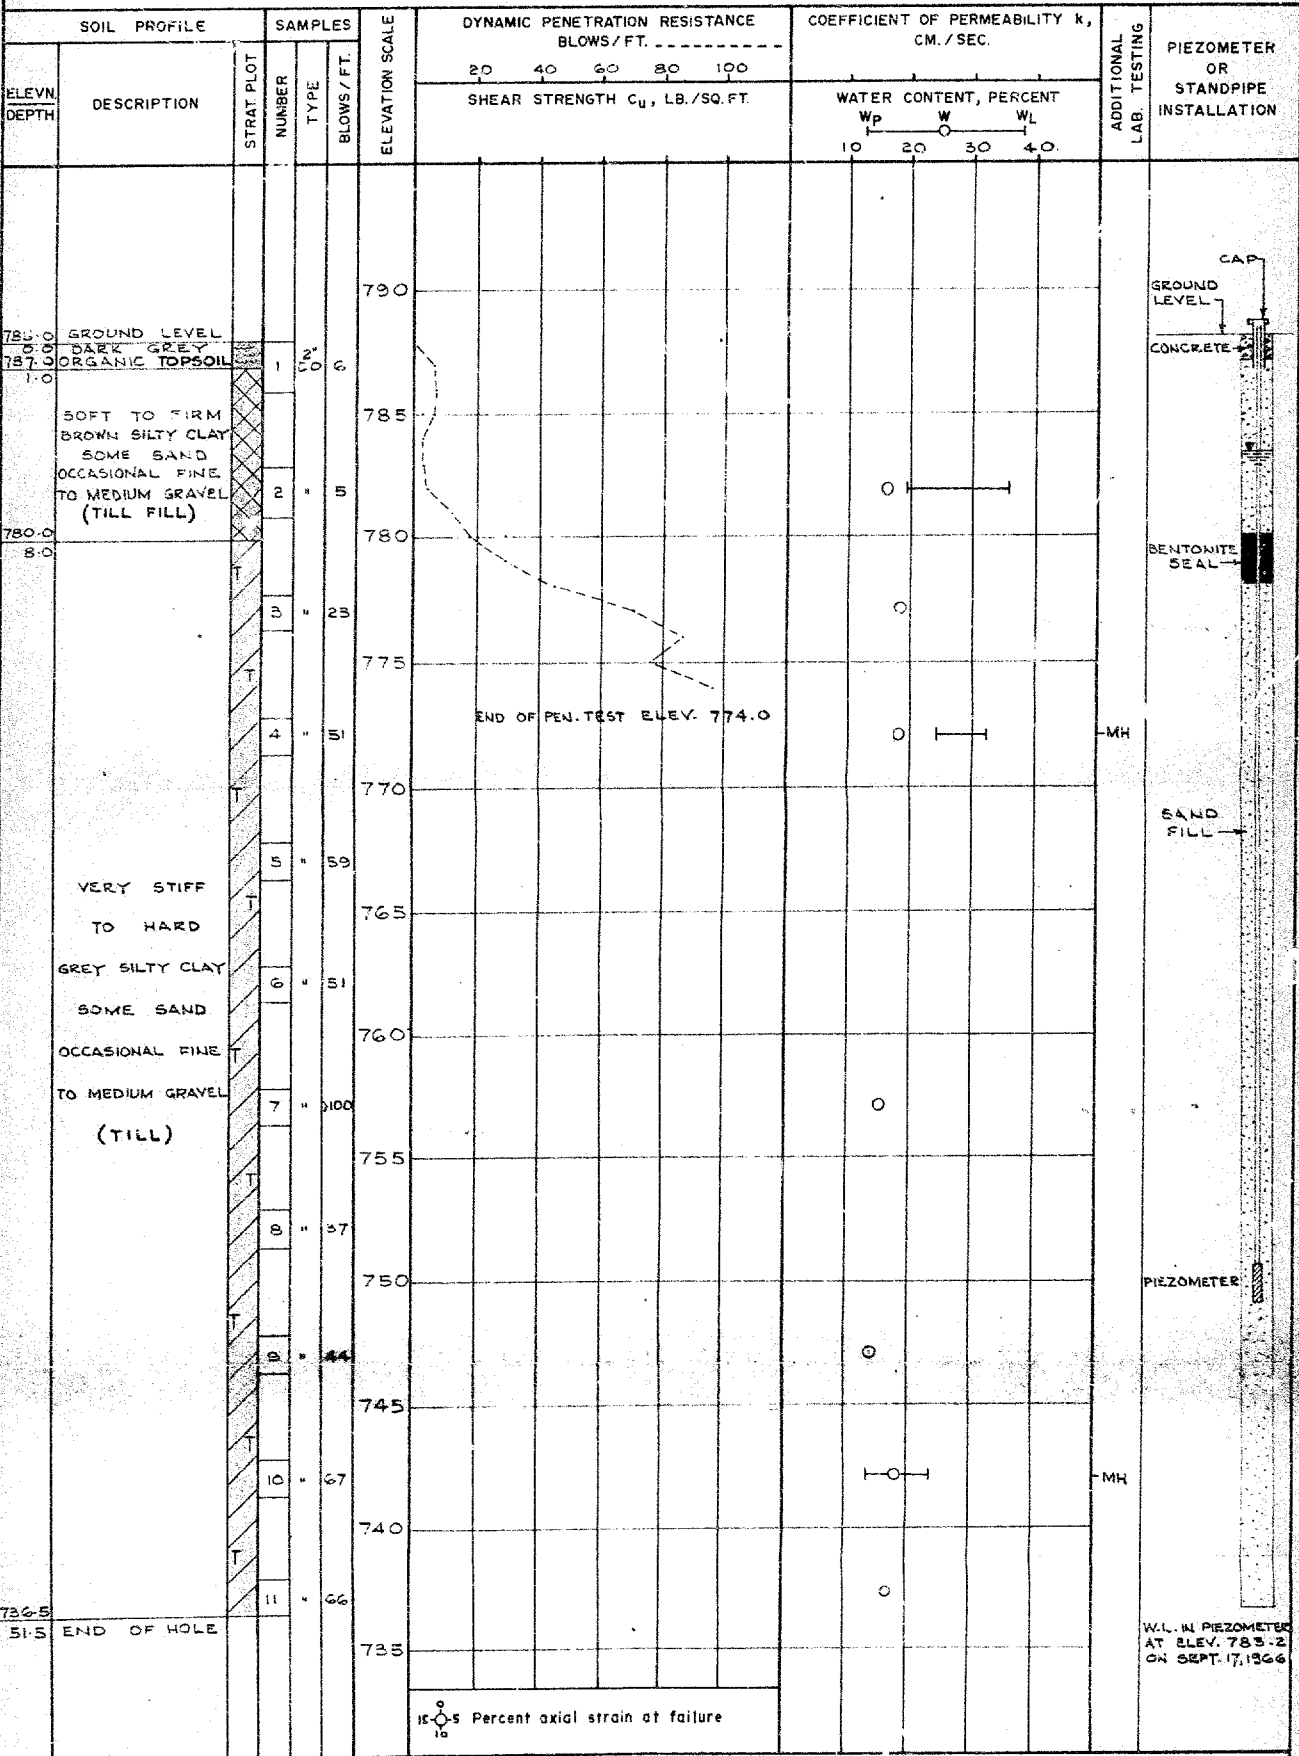 SOIL PROFILE
SAMPLES
ELEVATION SCALE
DYNAMIC PENETRATION RESISTANCE
BLOWS/FT. -----------
20 40 60 80 100
SHEAR STRENGTH Cu, LB./SQ.FT.
COEFFICIENT OF PERMEABILITY k,
CM./SEC.
WATER CONTENT, PERCENT
WP W WL
10 20 30 40
ADDITIONAL
LAB. TESTING
PIEZOMETER
OR
STANDPIPE
INSTALLATION
ELEVN.
DEPTH
DESCRIPTION
STRAT. PLOT
NUMBER
TYPE
BLOWS/FT.
GROUND LEVEL
0.0
DARK GREY
787.0 ORGANIC TOPSOIL
1.0
SOFT TO FIRM
BROWN SILTY CLAY
SOME SAND
OCCASIONAL FINE
TO MEDIUM GRAVEL
(TILL FILL)
780.0
8.0
VERY STIFF
TO HARD
GREY SILTY CLAY
SOME SAND
OCCASIONAL FINE
TO MEDIUM GRAVEL
(TILL)
736.5
51.5 END OF HOLE
1 6
2 " 5
3 " 23
4 " 51
5 " 59
6 " 51
7 " 100
8 " 37
9 " 44
10 " 67
11 " 66
790
785
780
775
770
765
760
755
750
745
740
735
END OF PEN. TEST ELEV. 774.0
MH
MH
CAP
GROUND
LEVEL
CONCRETE
BENTONITE
SEAL
SAND
FILL
PIEZOMETER
W.L. IN PIEZOMETER
AT ELEV. 783.2
ON SEPT. 17, 1966
0
15 5 Percent axial strain at failure
10